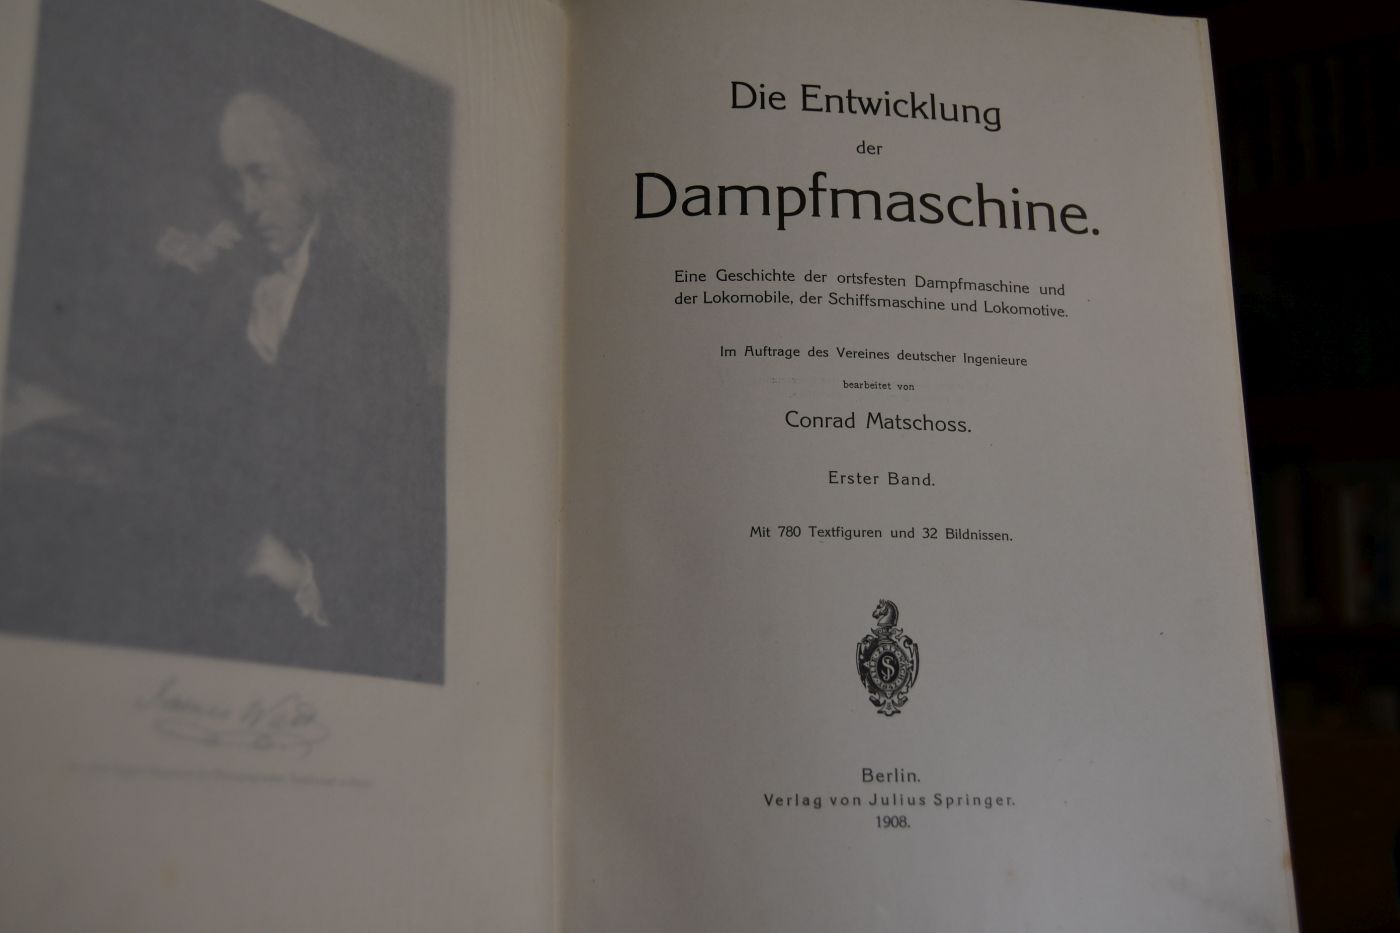 James Watt
Die Entwicklung
der
Dampfmaschine.
Eine Geschichte der ortsfesten Dampfmaschine und
der Lokomobile, der Schiffsmaschine und Lokomotive.
Im Auftrage des Vereines deutscher Ingenieure
bearbeitet von
Conrad Matschoss.
Erster Band.
Mit 780 Textfiguren und 32 Bildnissen.
Berlin.
Verlag von Julius Springer.
1908.